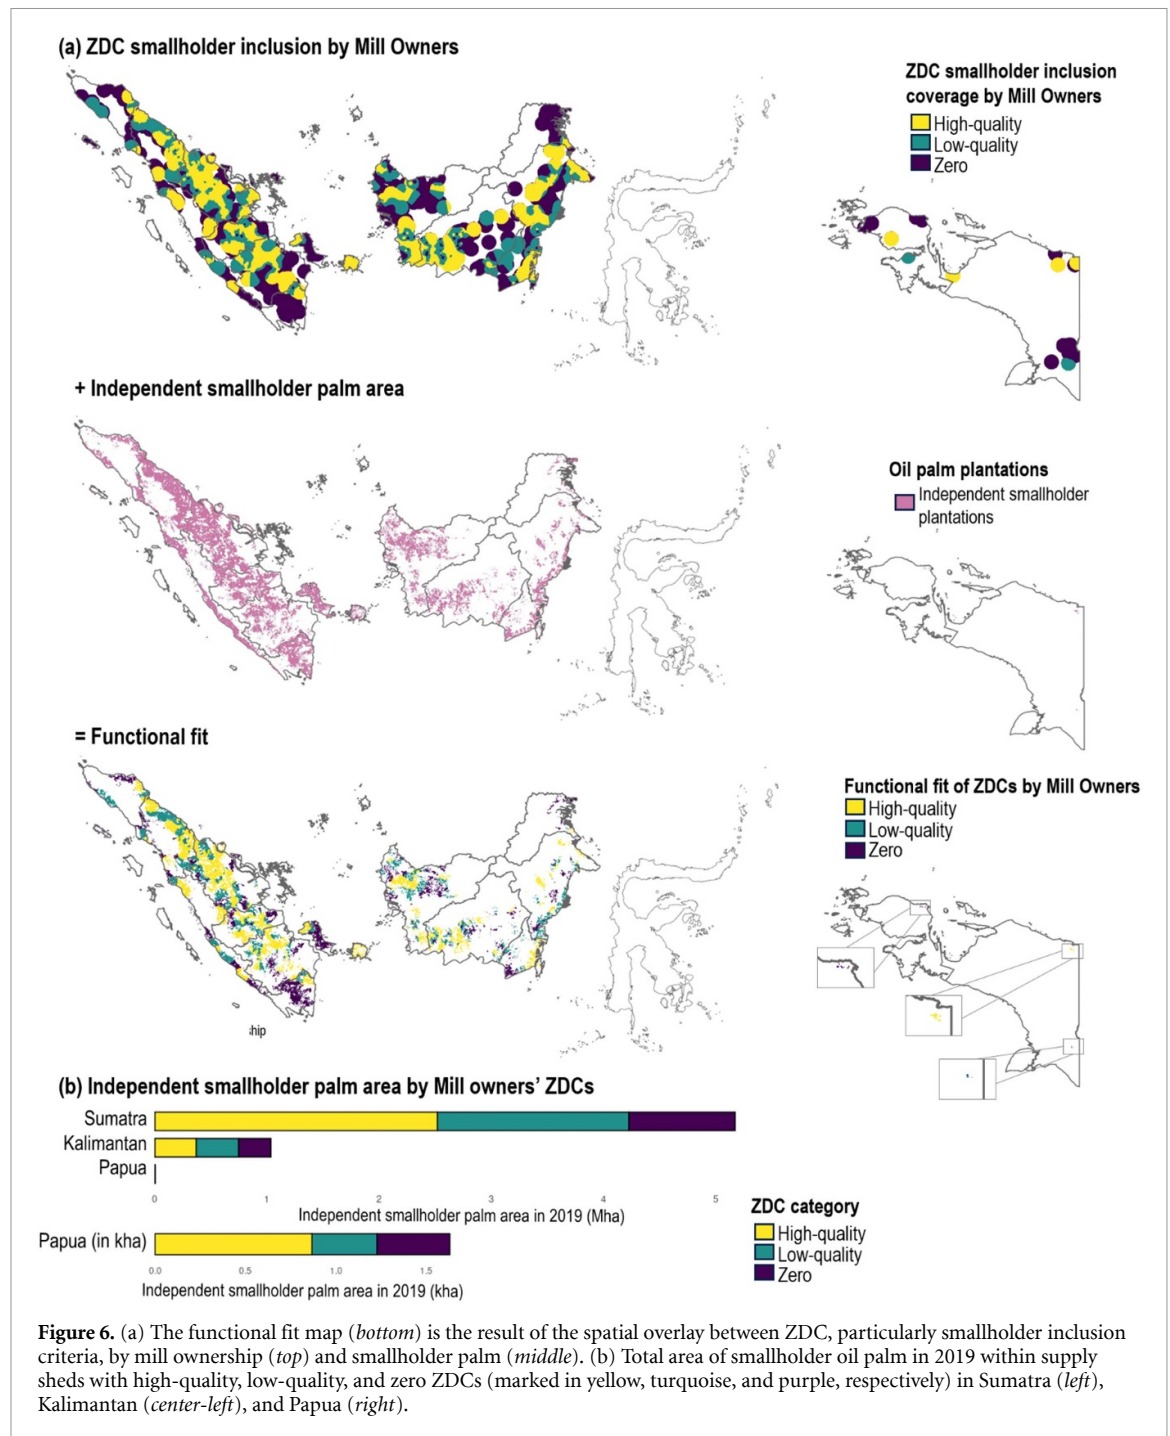 (a) ZDC smallholder inclusion by Mill Owners
ZDC smallholder inclusion
coverage by Mill Owners
High-quality
Low-quality
Zero
+ Independent smallholder palm area
Oil palm plantations
Independent smallholder
plantations
= Functional fit
Functional fit of ZDCs by Mill Owners
High-quality
Low-quality
Zero
hip
(b) Independent smallholder palm area by Mill owners' ZDCs
Sumatra
Kalimantan
Papua
0 1 2 3 4 5
Independent smallholder palm area in 2019 (Mha)
ZDC category
High-quality
Low-quality
Zero
Papua (in kha)
0.0 0.5 1.0 1.5
Independent smallholder palm area in 2019 (kha)
Figure 6. (a) The functional fit map (bottom) is the result of the spatial overlay between ZDC, particularly smallholder inclusion
criteria, by mill ownership (top) and smallholder palm (middle). (b) Total area of smallholder oil palm in 2019 within supply
sheds with high-quality, low-quality, and zero ZDCs (marked in yellow, turquoise, and purple, respectively) in Sumatra (left),
Kalimantan (center-left), and Papua (right).